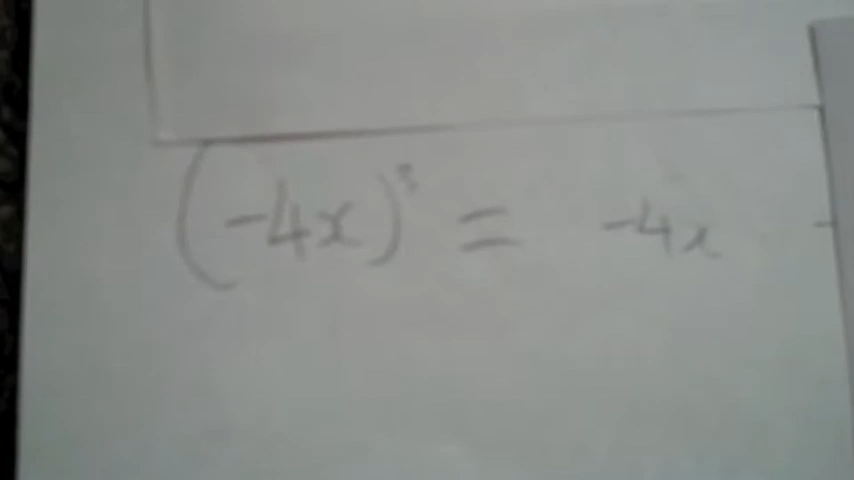 (-4x)³ = -4x -